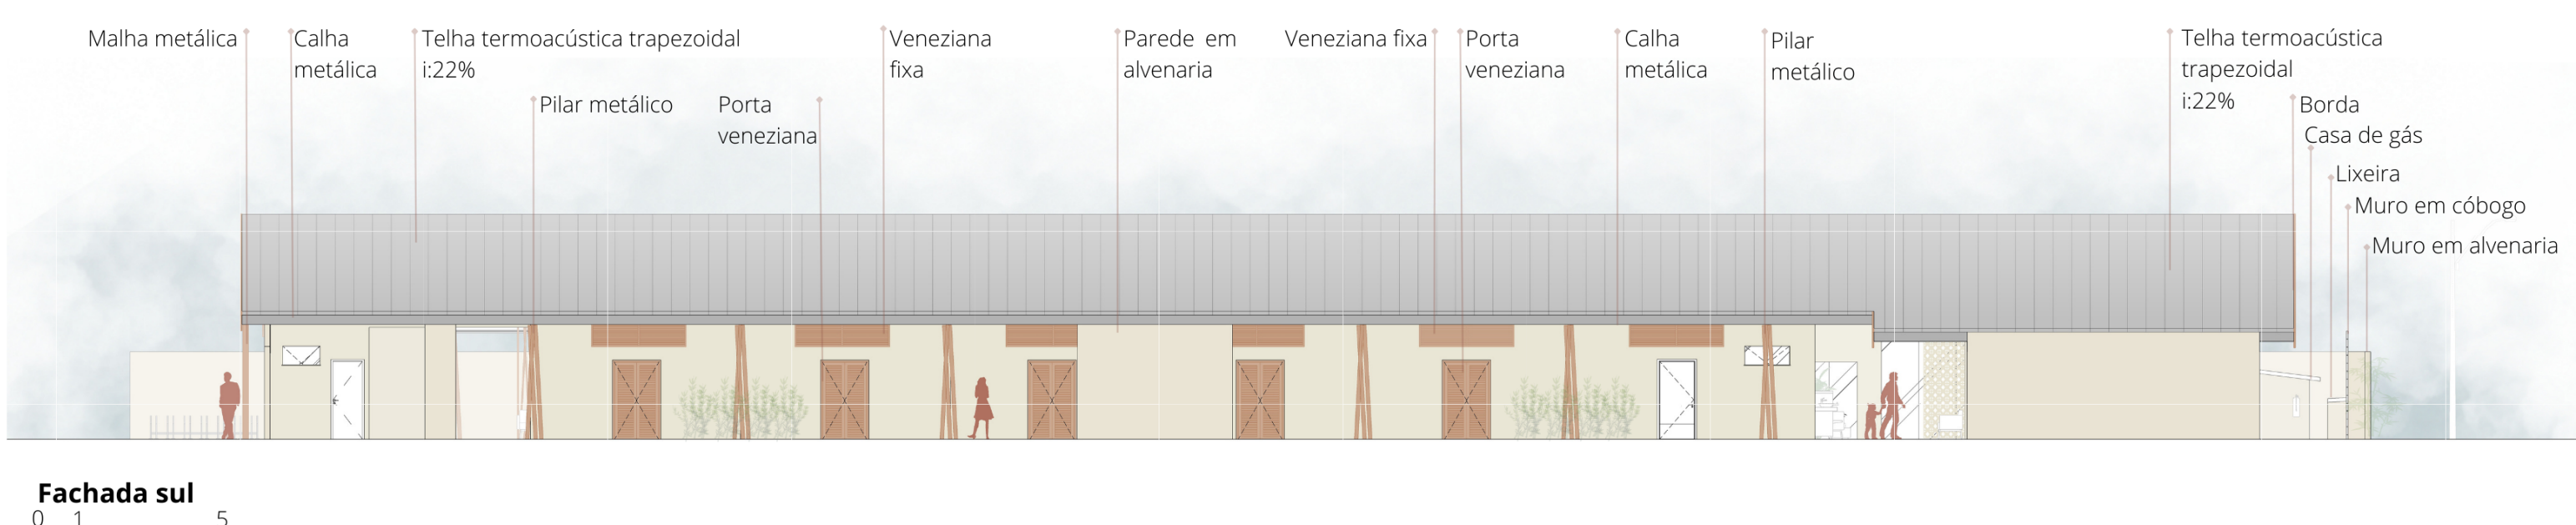 Malha metálica
Calha
metálica
Telha termoacústica trapezoidal
i:22%
Pilar metálico
Porta
veneziana
Veneziana
fixa
Parede em
alvenaria
Veneziana fixa
Porta
veneziana
Calha
metálica
Pilar
metálico
Telha termoacústica
trapezoidal
i:22%
Borda
Casa de gás
Lixeira
Muro em cóbogo
Muro em alvenaria
Fachada sul
0 1 5